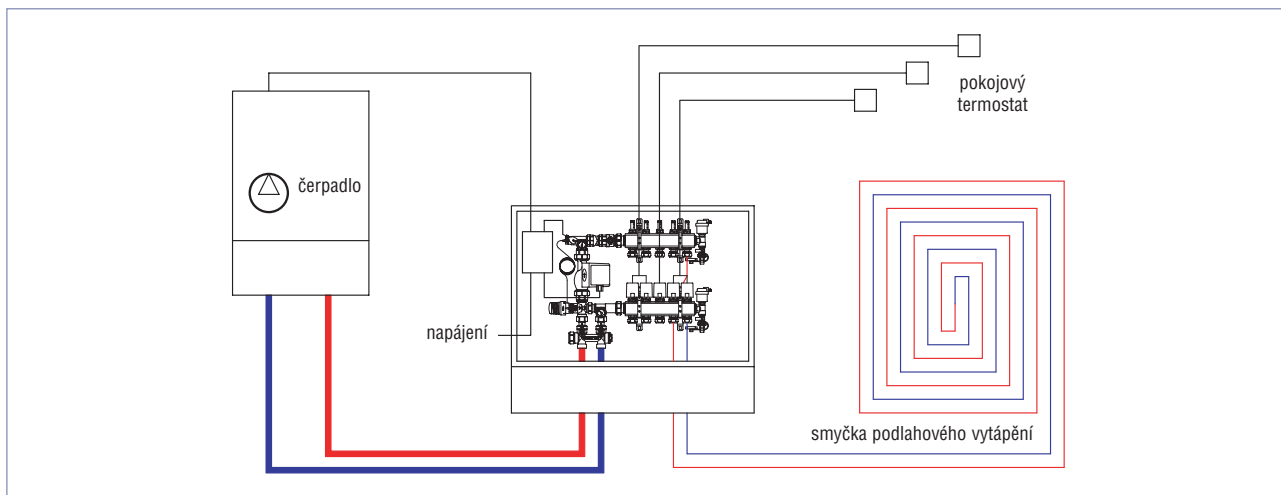 pokojový
termostat
čerpadlo
napájení
smyčka podlahového vytápění